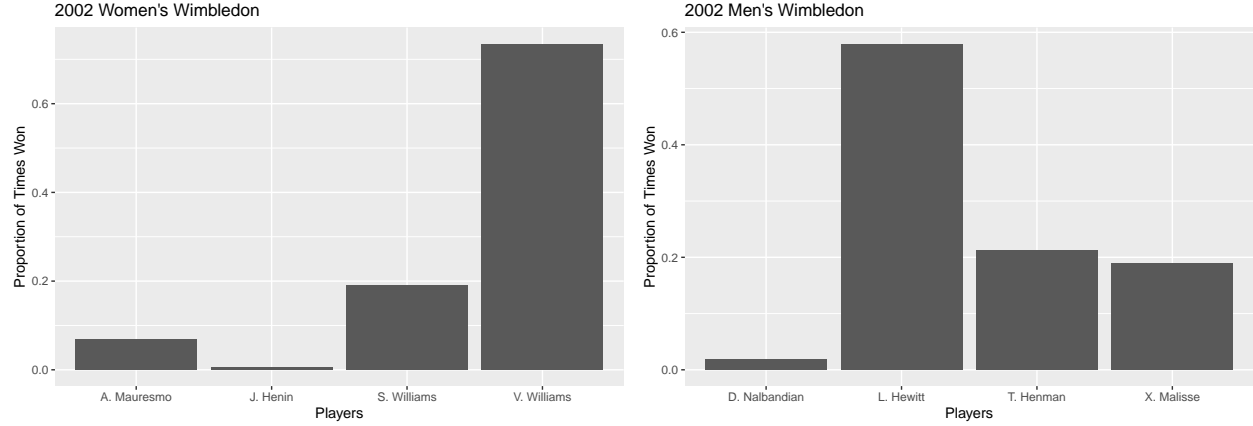 2002 Women's Wimbledon
Proportion of Times Won
0.6
0.4
0.2
0.0
A. Mauresmo J. Henin S. Williams V. Williams
Players
2002 Men's Wimbledon
Proportion of Times Won
0.6
0.4
0.2
0.0
D. Nalbandian L. Hewitt T. Henman X. Malisse
Players